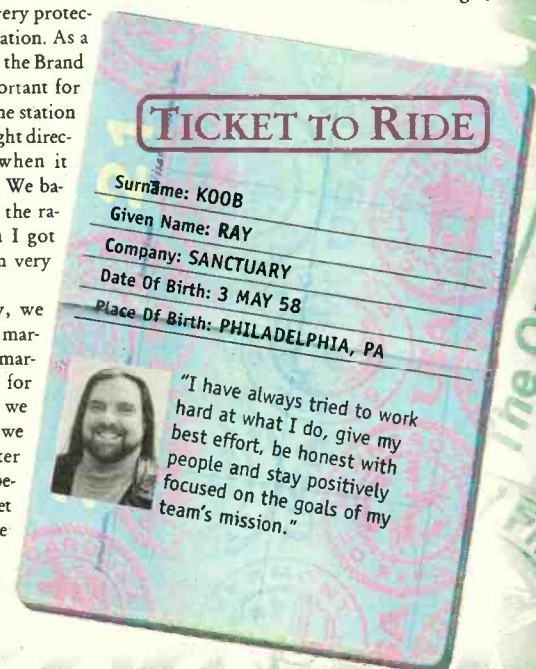 very protec-
ation. As a
the Brand
ortant for
he station
ght direc-
when it
We ba-
the ra-
I got
n very
y, we
mar-
mar-
for
we
we
ter
be-
et
e
TICKET TO RIDE
Surname: KOOB
Given Name: RAY
Company: SANCTUARY
Date Of Birth: 3 MAY 58
Place Of Birth: PHILADELPHIA, PA
"I have always tried to work
hard at what I do, give my
best effort, be honest with
people and stay positively
focused on the goals of my
team's mission."
The O